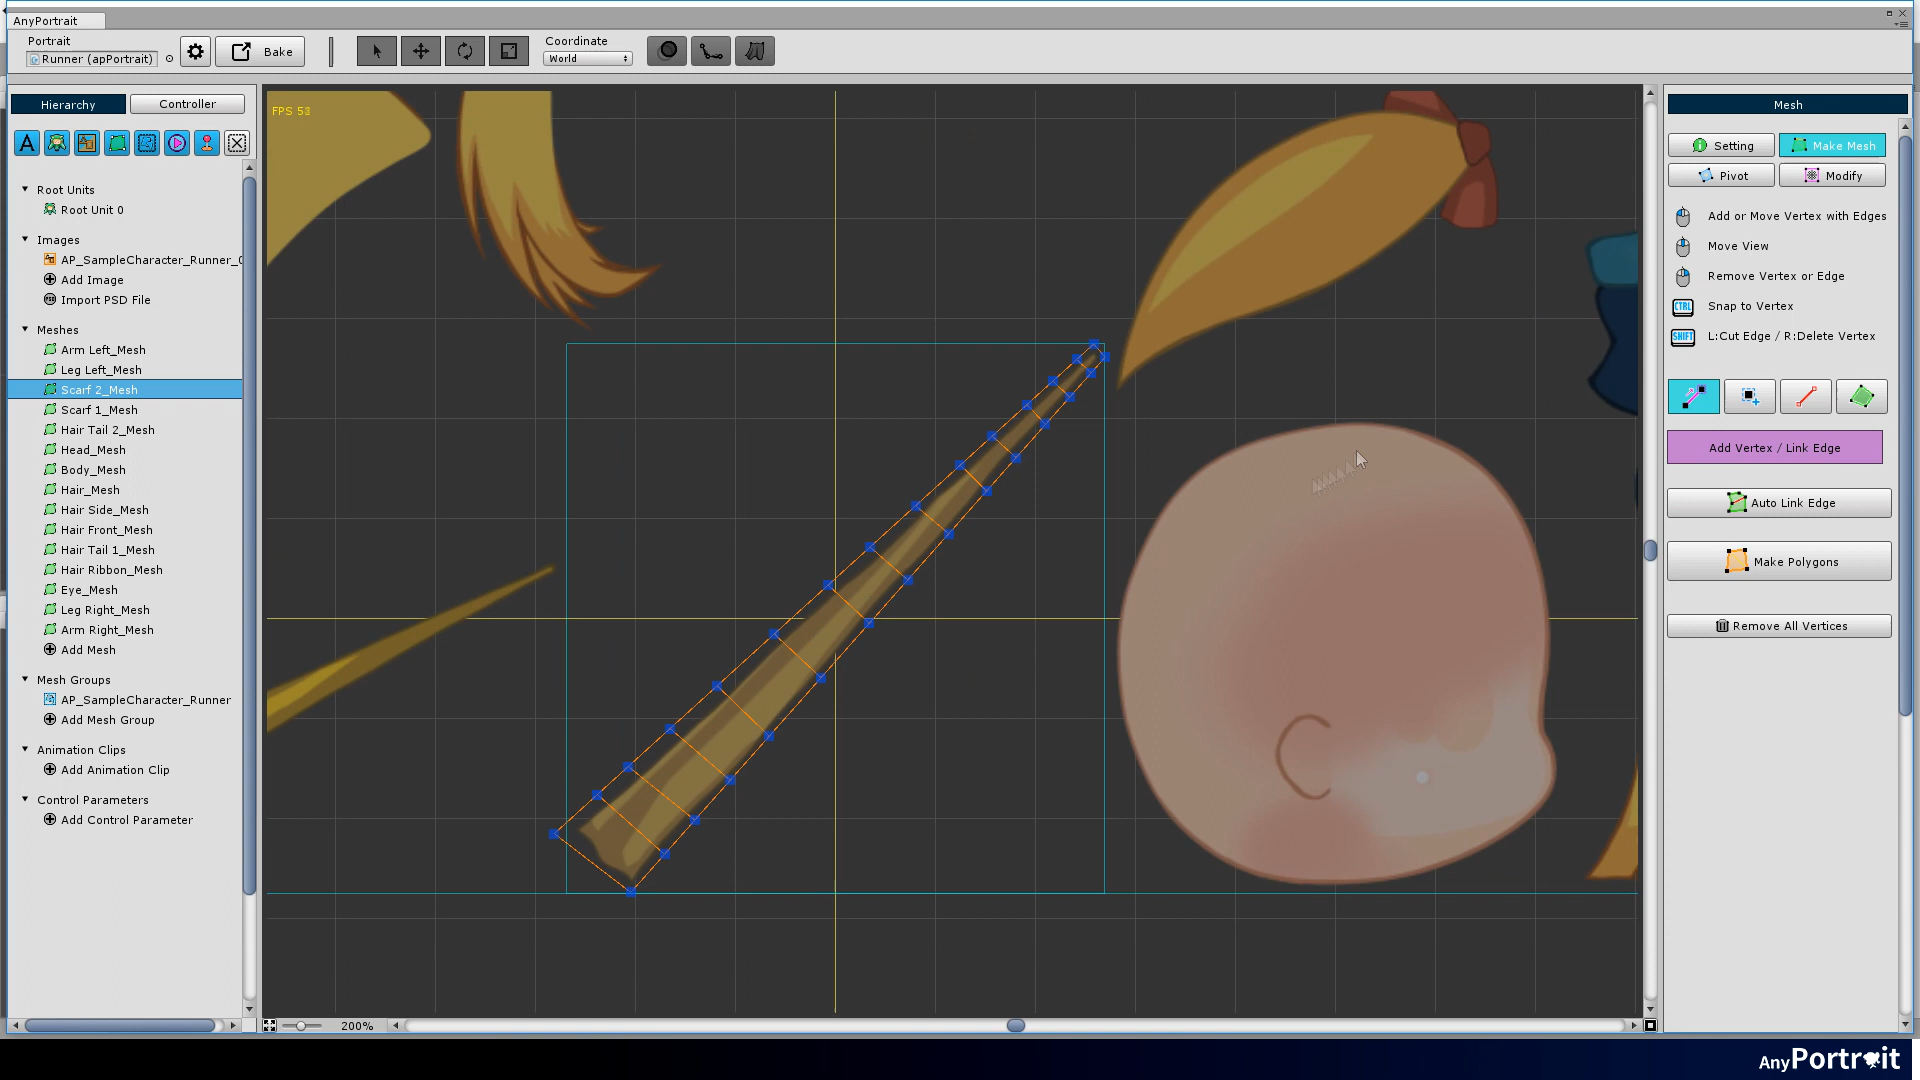 AnyPortrait
Portrait
Runner (apPortrait)
Bake
Coordinate
World
Hierarchy
Controller
FPS 53
Mesh
A
Setting
Make Mesh
Pivot
Modify
Root Units
Root Unit 0
Images
AP_SampleCharacter_Runner_0
Add Image
Import PSD File
Meshes
Arm Left_Mesh
Leg Left_Mesh
Scarf 2_Mesh
Scarf 1_Mesh
Hair Tail 2_Mesh
Head_Mesh
Body_Mesh
Hair_Mesh
Hair Side_Mesh
Hair Front_Mesh
Hair Tail 1_Mesh
Hair Ribbon_Mesh
Eye_Mesh
Leg Right_Mesh
Arm Right_Mesh
Add Mesh
Mesh Groups
AP_SampleCharacter_Runner
Add Mesh Group
Animation Clips
Add Animation Clip
Control Parameters
Add Control Parameter
Add or Move Vertex with Edges
Move View
Remove Vertex or Edge
CTRL Snap to Vertex
SHIFT L:Cut Edge / R:Delete Vertex
Add Vertex / Link Edge
Auto Link Edge
Make Polygons
Remove All Vertices
200%
AnyPortrait